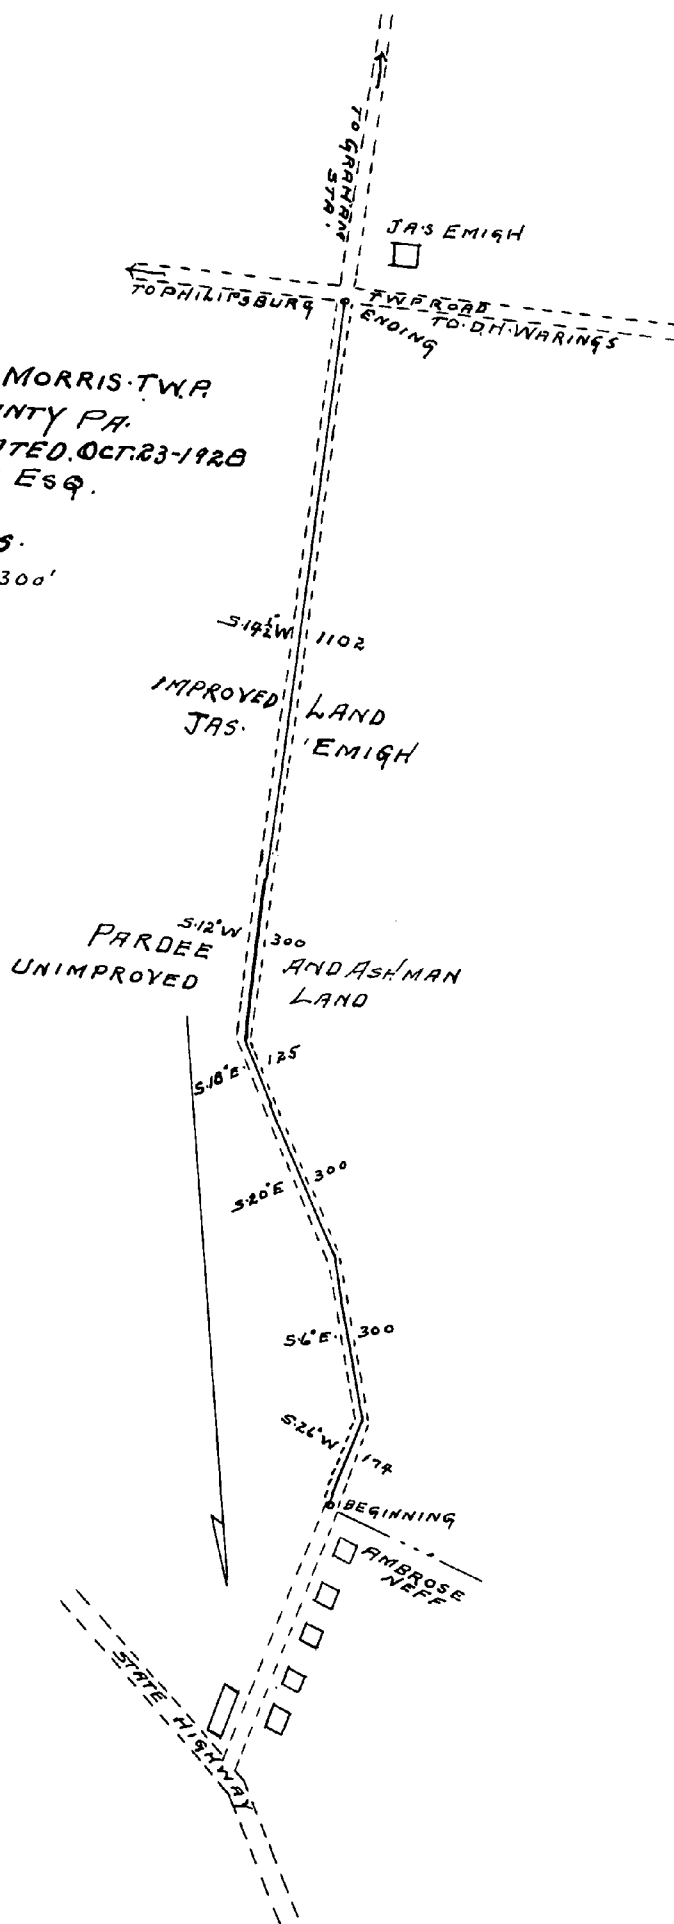 TO GRAHAM
STA.
JAS EMIGH
TO PHILIPSBURG
TWP ROAD
ENDING
TO D.H. WARINGS
MORRIS. TWP.
NTY PA.
TED. OCT. 23-1928
ESQ.
S.
300'
S.14½°W 1102
IMPROVED LAND
JAS. EMIGH
S.12°W 300
PARDEE AND ASHMAN
UNIMPROVED LAND
S.18°E. 125
S.20°E 300
S.6°E. 300
S.26°W 174
BEGINNING
AMBROSE
NEFF
STATE HIGHWAY